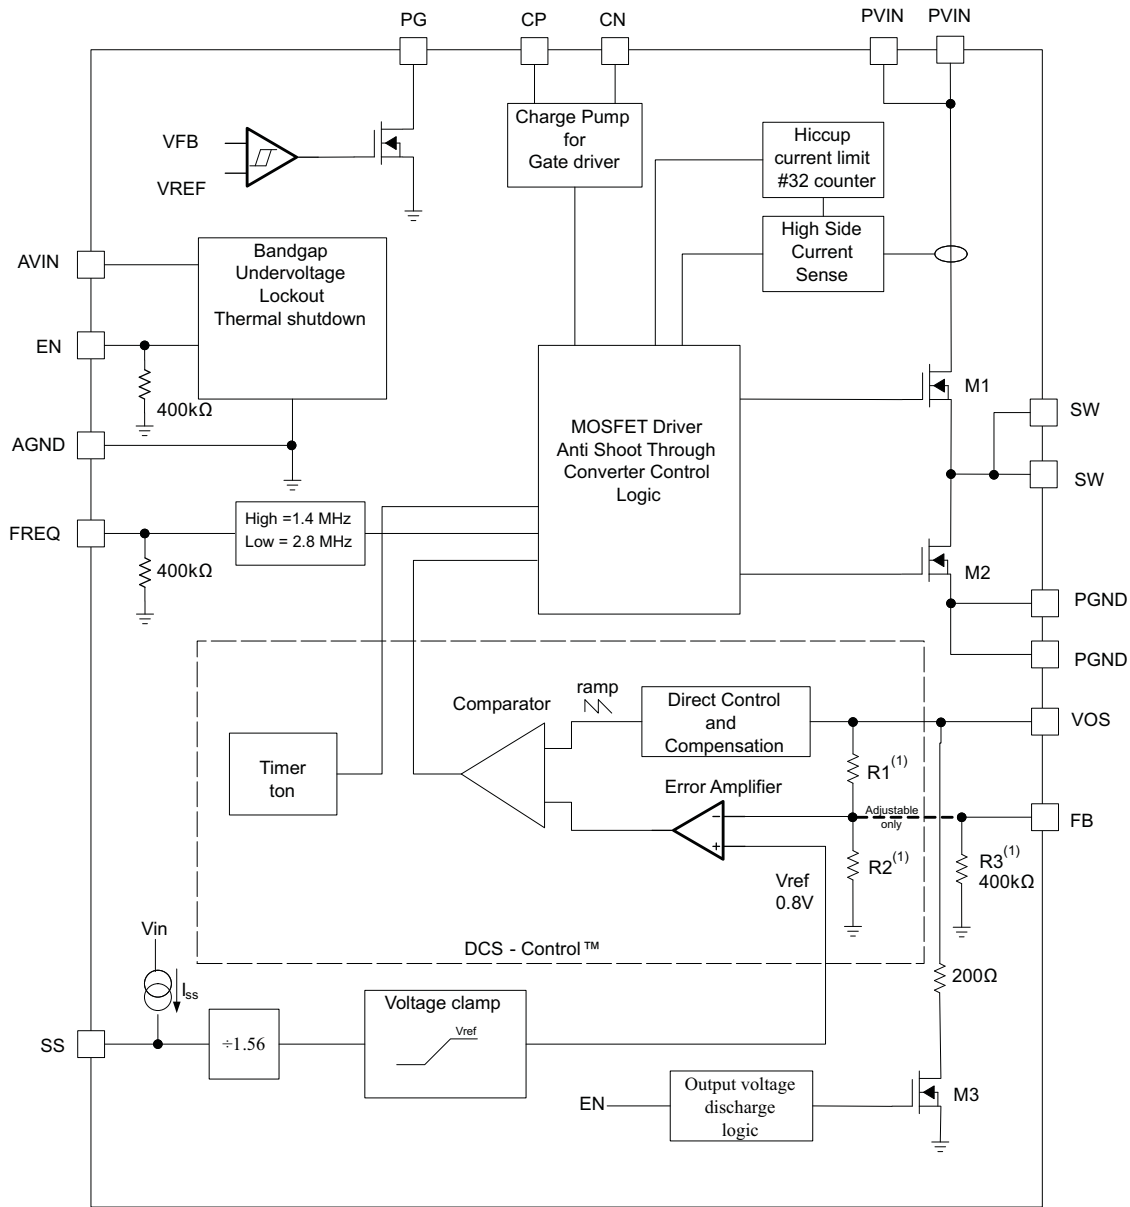 PG
CP
CN
PVIN
PVIN
Charge Pump
for
Gate driver
Hiccup
current limit
#32 counter
VFB
VREF
High Side
Current
Sense
AVIN
Bandgap
Undervoltage
Lockout
Thermal shutdown
EN
400kΩ
M1
SW
AGND
MOSFET Driver
Anti Shoot Through
Converter Control
Logic
SW
FREQ
High =1.4 MHz
Low = 2.8 MHz
400kΩ
M2
PGND
PGND
ramp
Comparator
Direct Control
and
Compensation
VOS
Timer
ton
R1(1)
Error Amplifier
−
+
Adjustable
only
FB
R2(1)
R3(1)
400kΩ
Vref
0.8V
DCS - Control™
Vin
Iss
200Ω
Voltage clamp
Vref
SS
÷1.56
EN
Output voltage
discharge
logic
M3